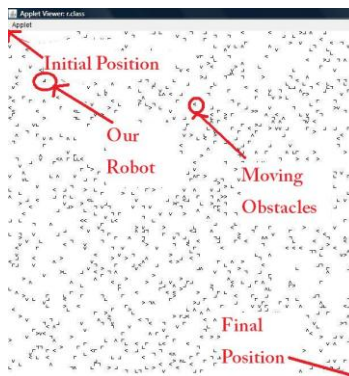 Applet Viewer: r.class
Applet
Initial Position
Our
Robot
Moving
Obstacles
Final
Position